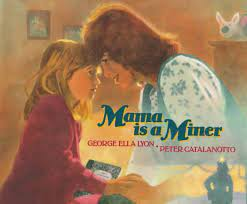 Mama
is a Miner
GEORGE ELLA LYON • PETER CATALANOTTO